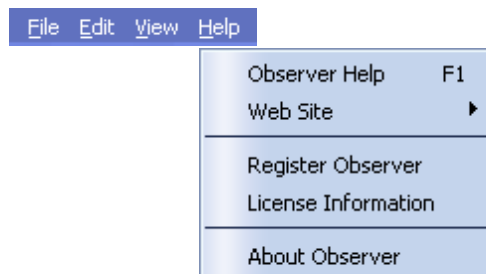 File Edit View Help
Observer Help F1
Web Site
Register Observer
License Information
About Observer